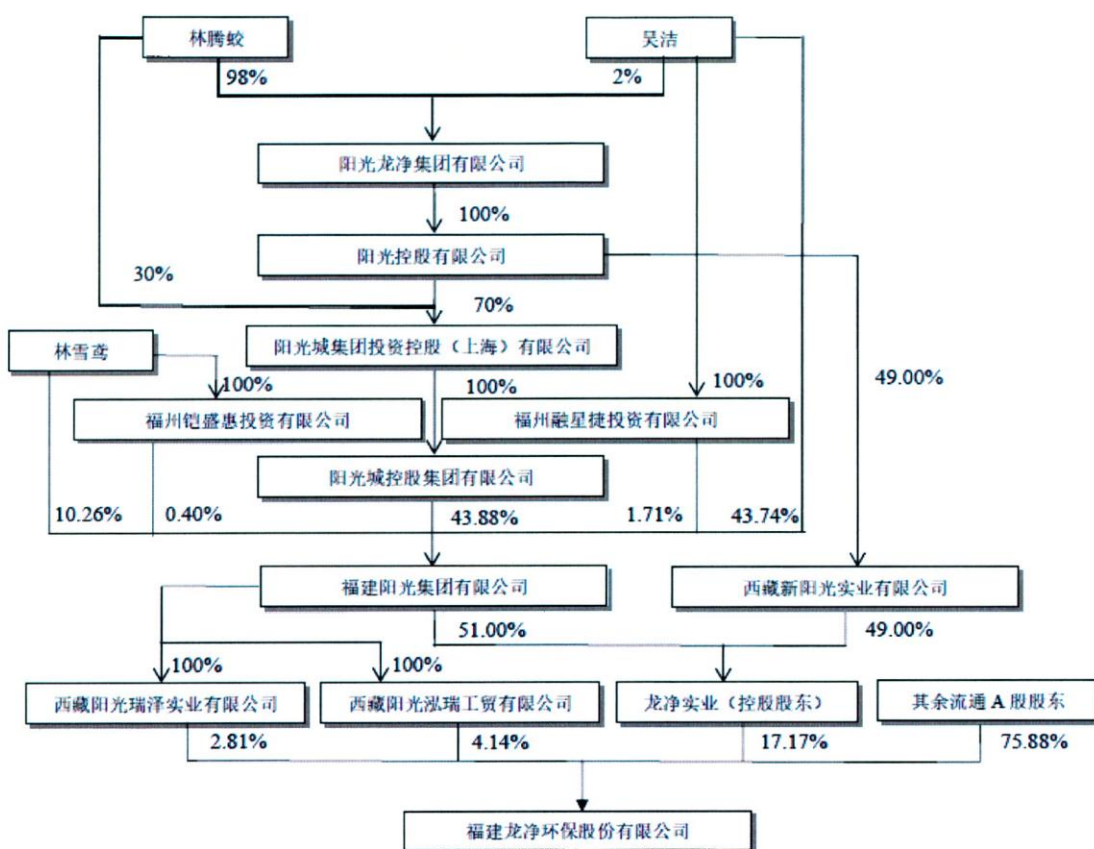 林腾蛟
吴洁
98%
2%
阳光龙净集团有限公司
100%
阳光控股有限公司
30%
70%
林雪鸢
阳光城集团投资控股（上海）有限公司
100%
100%
100%
49.00%
福州铠盛惠投资有限公司
福州融星捷投资有限公司
阳光城控股集团有限公司
10.26%
0.40%
43.88%
1.71%
43.74%
福建阳光集团有限公司
西藏新阳光实业有限公司
51.00%
49.00%
100%
100%
西藏阳光瑞泽实业有限公司
西藏阳光泓瑞工贸有限公司
龙净实业（控股股东）
其余流通 A 股股东
2.81%
4.14%
17.17%
75.88%
福建龙净环保股份有限公司